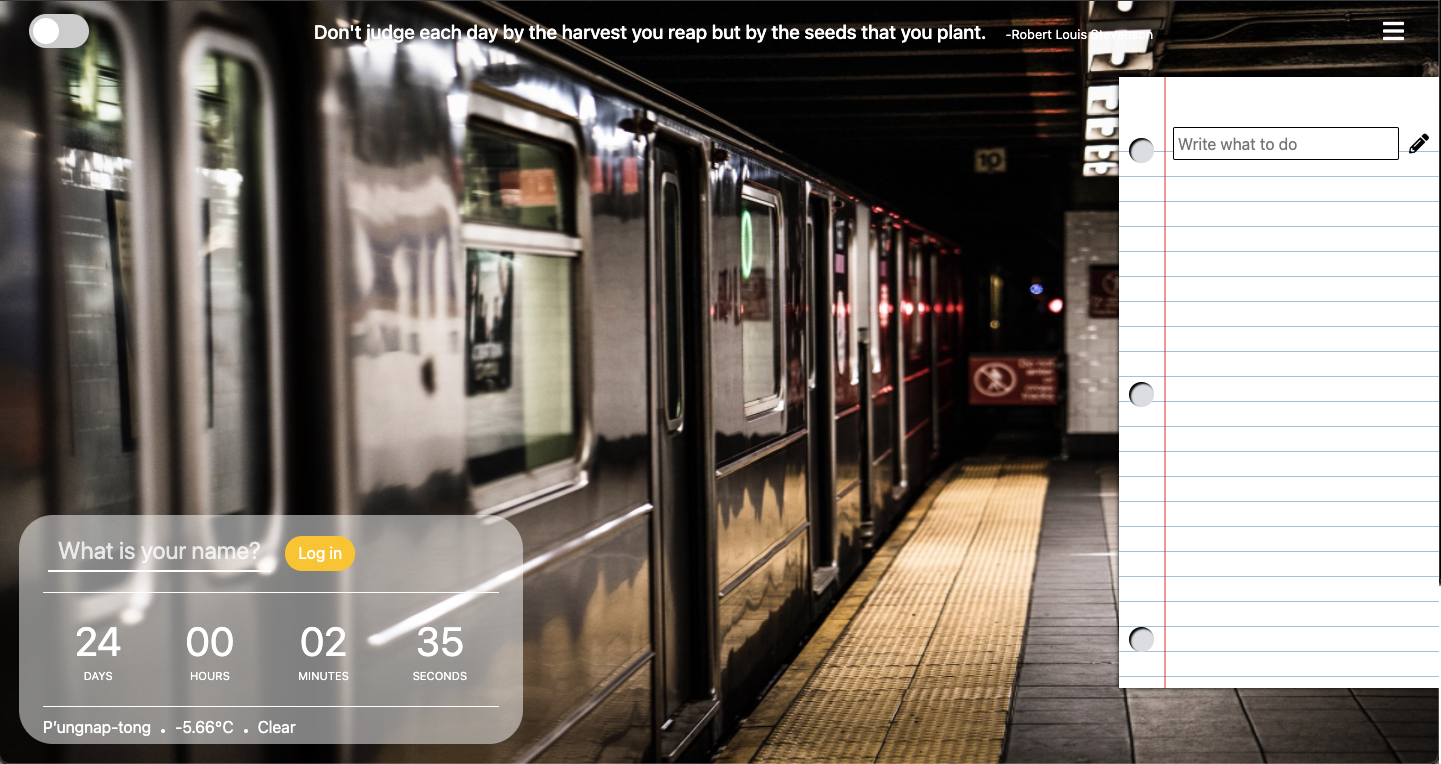 Don't judge each day by the harvest you reap but by the seeds that you plant. -Robert Louis Stevenson
Write what to do
10
What is your name? Log in
24 00 02 35
DAYS HOURS MINUTES SECONDS
P'ungnap-tong • -5.66°C • Clear